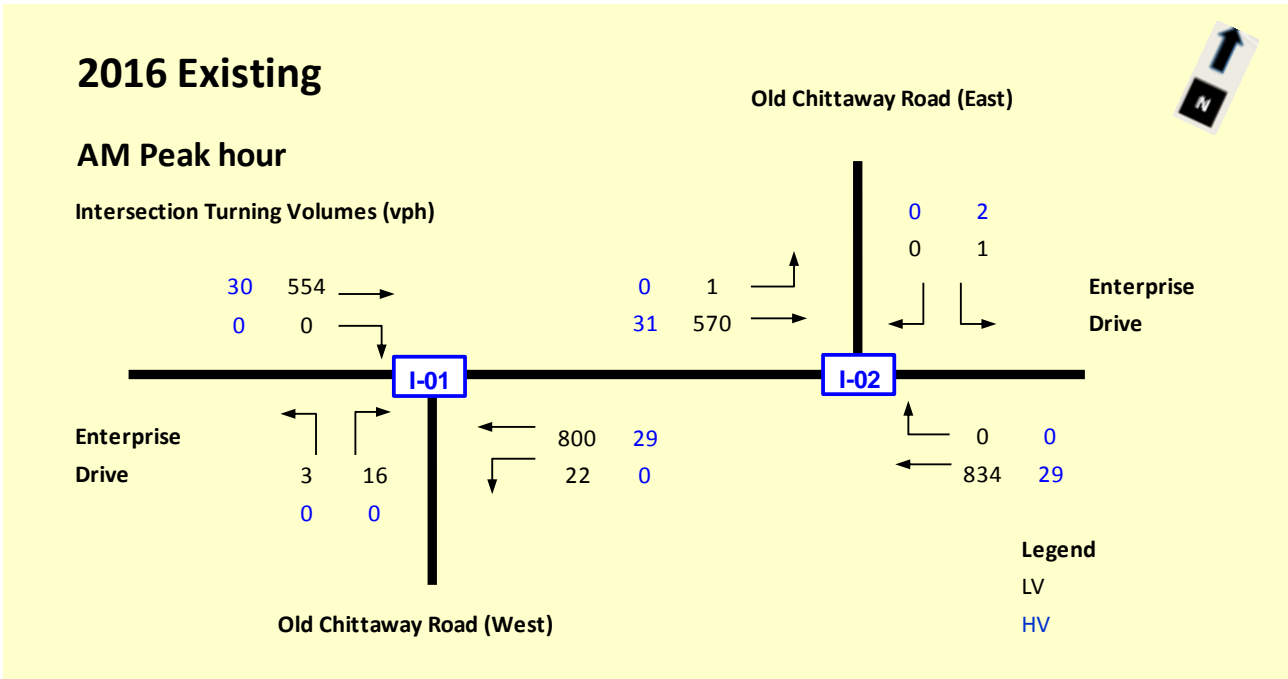 2016 Existing
Old Chittaway Road (East)
N
AM Peak hour
Intersection Turning Volumes (vph)
0 2
0 1
30 554
0 1
Enterprise
0 0
31 570
Drive
I-01
I-02
Enterprise
800 29
0 0
Drive
3 16
22 0
834 29
0 0
Legend
LV
Old Chittaway Road (West)
HV